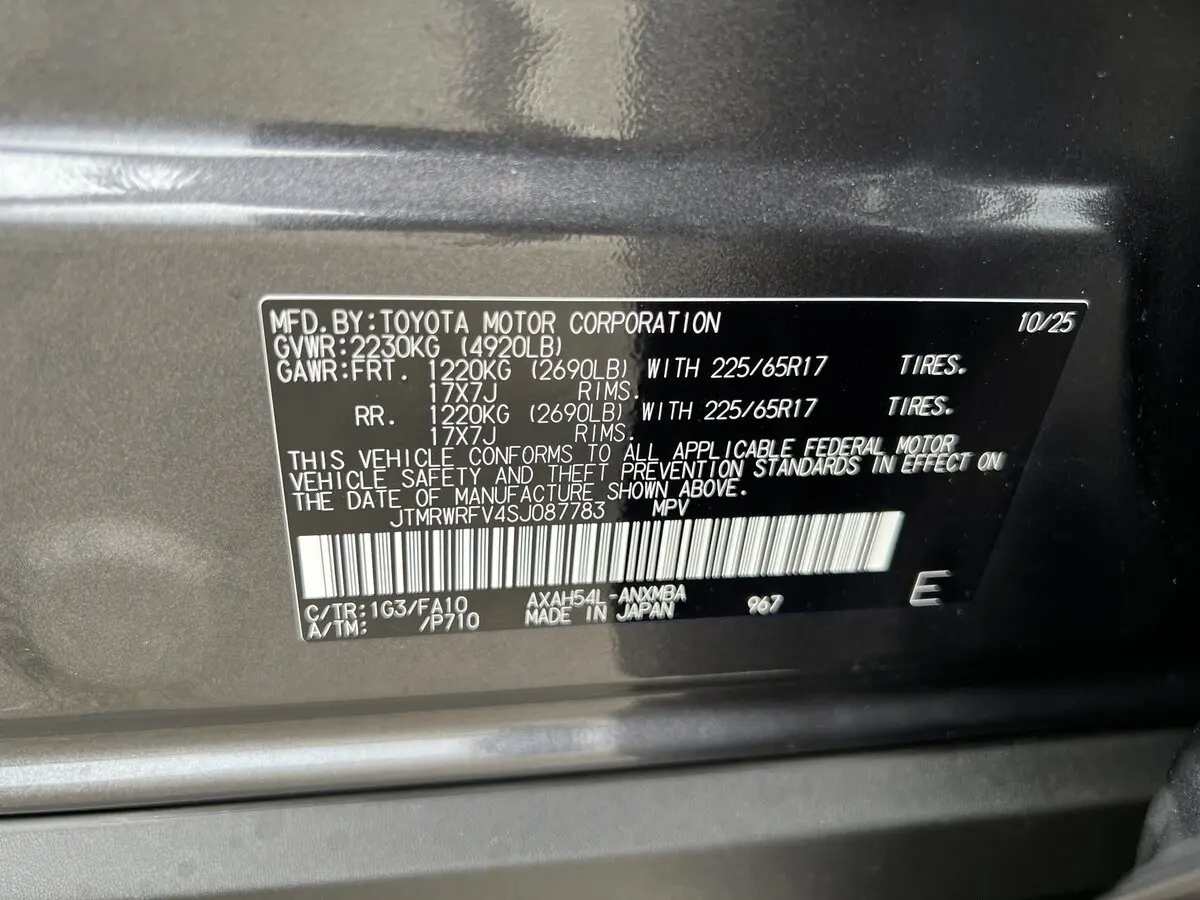 MFD.BY:TOYOTA MOTOR CORPORATION 10/25
GVWR:2230KG (4920LB)
GAWR:FRT. 1220KG (2690LB) WITH 225/65R17 TIRES.
17X7J RIMS.
RR. 1220KG (2690LB) WITH 225/65R17 TIRES.
17X7J RIMS.
THIS VEHICLE CONFORMS TO ALL APPLICABLE FEDERAL MOTOR
VEHICLE SAFETY AND THEFT PREVENTION STANDARDS IN EFFECT ON
THE DATE OF MANUFACTURE SHOWN ABOVE.
JTMRWRFV4SJ087783 MPV
C/TR:1G3/FA10 AXAH54L-ANXMBA 967 E
A/TM: /P710 MADE IN JAPAN